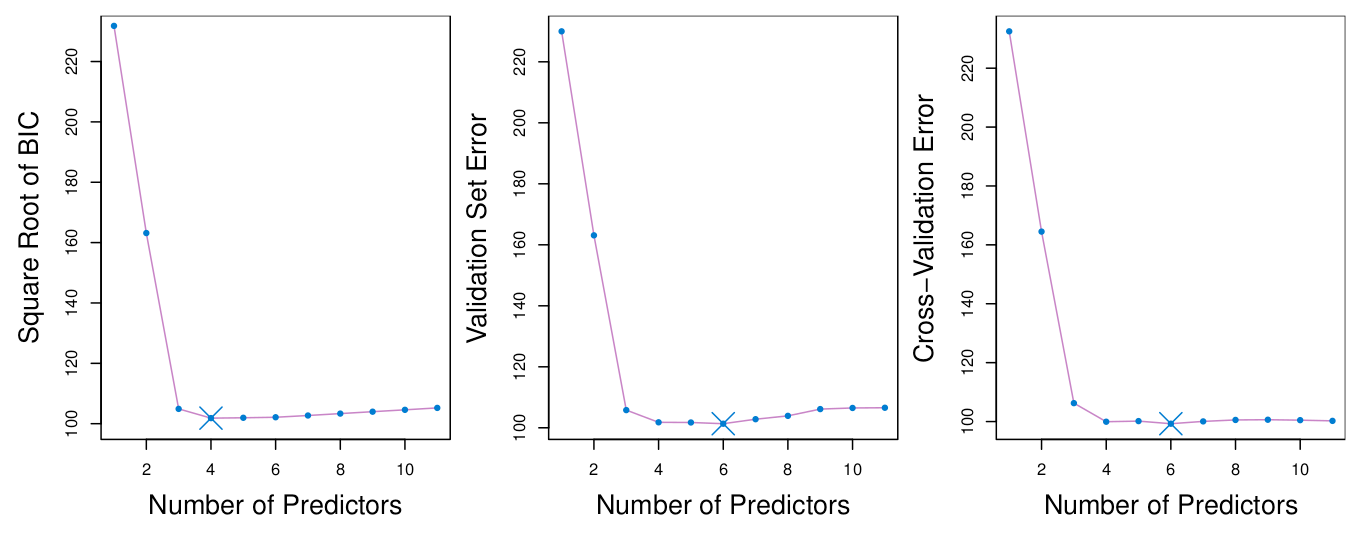 Square Root of BIC
220
200
180
160
140
120
100
2 4 6 8 10
Number of Predictors
Validation Set Error
220
200
180
160
140
120
100
2 4 6 8 10
Number of Predictors
Cross−Validation Error
220
200
180
160
140
120
100
2 4 6 8 10
Number of Predictors